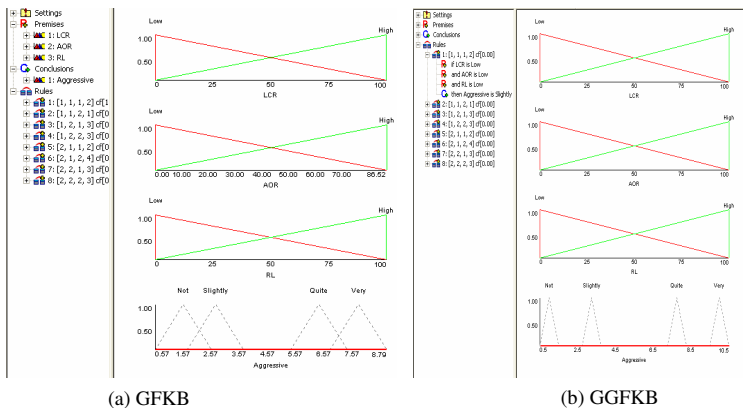 Settings
Premises
1: LCR
2: AOR
3: RL
Conclusions
1: Aggressive
Rules
1: [1, 1, 1, 2] cf[1
2: [1, 1, 2, 1] cf[0
3: [1, 2, 1, 3] cf[0
4: [1, 2, 2, 3] cf[0
5: [2, 1, 1, 2] cf[0
6: [2, 1, 2, 4] cf[0
7: [2, 2, 1, 3] cf[0
8: [2, 2, 2, 3] cf[0
Low
High
1.00
0.50
0 25 50 75 100
LCR
Low
High
1.00
0.50
0.00 10.00 20.00 30.00 40.00 50.00 60.00 70.00 86.52
AOR
Low
High
1.00
0.50
0 25 50 75 100
RL
Not Slightly Quite Very
1.00
0.50
0.57 1.57 2.57 3.57 4.57 5.57 6.57 7.57 8.79
Aggressive
(a) GFKB
Settings
Premises
Conclusions
Rules
1: [1, 1, 1, 2] cf[0.00]
if LCR is Low
and AOR is Low
and RL is Low
then Aggressive is Slightly
2: [1, 1, 2, 1] cf[0.00]
3: [1, 2, 1, 3] cf[0.00]
4: [1, 2, 2, 3] cf[0.00]
5: [2, 1, 1, 2] cf[0.00]
6: [2, 1, 2, 4] cf[0.00]
7: [2, 2, 1, 3] cf[0.00]
8: [2, 2, 2, 3] cf[0.00]
Low
High
1.00
0.50
0 25 50 75 100
LCR
Low
High
1.00
0.50
0 25 50 75 100
AOR
Low
High
1.00
0.50
0 25 50 75 100
RL
Not Slightly Quite Very
1.00
0.50
0.5 2.5 4.5 6.5 8.5 10.5
Aggressive
(b) GGFKB